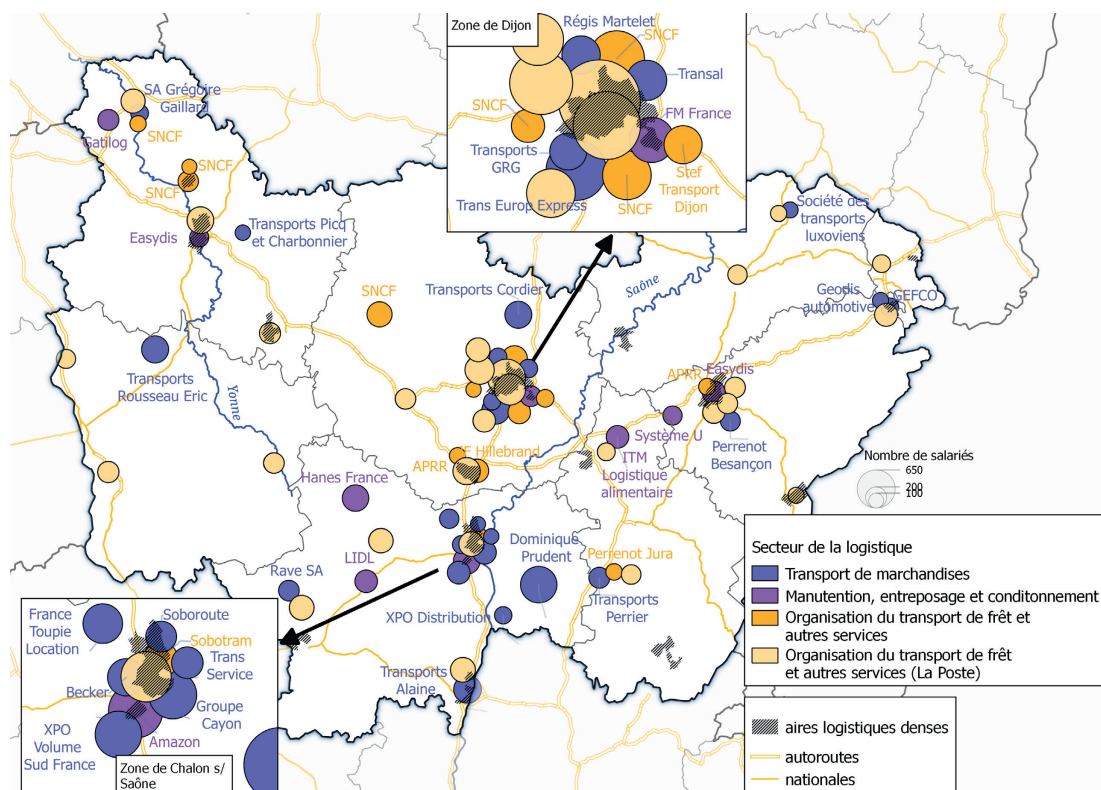 Zone de Dijon
Régis Martelet
SNCF
Transal
SNCF
FM France
Transports
GRG
Stef
Transport
Dijon
Trans Europ Express
SNCF
SA Grégoire
Gaillard
Gatilog
SNCF
SNCF
SNCF
Easydis
Transports Picq
et Charbonnier
Société des
transports
luxoviens
Saône
SNCF
Transports Cordier
Geodis
automotive
GEFCO
Transports
Rousseau Eric
Yonne
APRR
Easydis
Hillebrand
APRR
Système U
ITM
Logistique
alimentaire
Perrenot
Besançon
Nombre de salariés
650
200
100
Hanes France
LIDL
Rave SA
Dominique
Prudent
Perrenot Jura
XPO Distribution
Transports
Perrier
Transports
Alaine
France
Toupie
Location
Soboroute
Sobotram
Trans
Service
Becker
Groupe
Cayon
XPO
Volume
Sud France
Amazon
Zone de Chalon s/
Saône
Secteur de la logistique
Transport de marchandises
Manutention, entreposage et conditonnement
Organisation du transport de frêt et
autres services
Organisation du transport de frêt
et autres services (La Poste)
aires logistiques denses
autoroutes
nationales